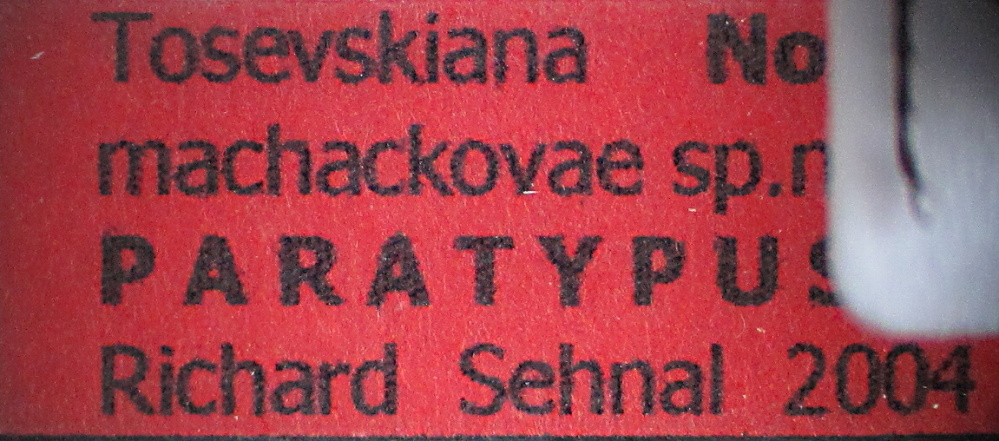 Tosevskiana No
machackovae sp.n
PARATYPUS
Richard Sehnal 2004